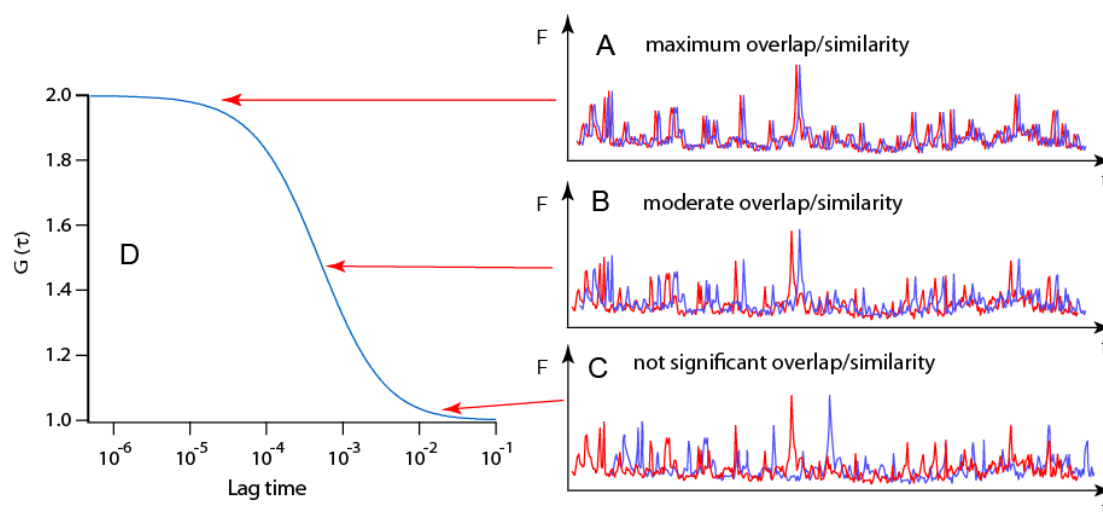 F
A maximum overlap/similarity
t
F
B moderate overlap/similarity
t
F
C not significant overlap/similarity
t
G (τ)
2.0
1.8
1.6
1.4
1.2
1.0
D
10⁻⁶ 10⁻⁵ 10⁻⁴ 10⁻³ 10⁻² 10⁻¹
Lag time